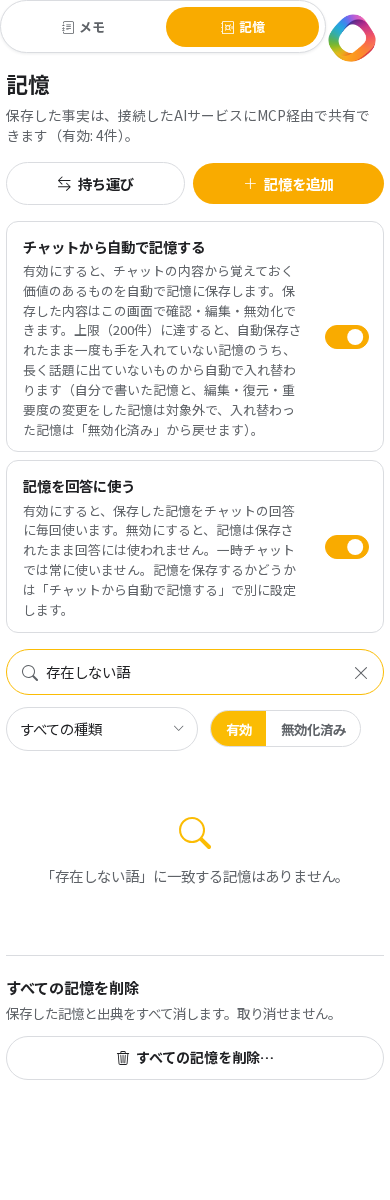 メモ
記憶
記憶
保存した事実は、接続したAIサービスにMCP経由で共有で
きます（有効: 4件）。
持ち運び
記憶を追加
チャットから自動で記憶する
有効にすると、チャットの内容から覚えておく
価値のあるものを自動で記憶に保存します。保
存した内容はこの画面で確認・編集・無効化で
きます。上限（200件）に達すると、自動保存さ
れたまま一度も手を入れていない記憶のうち、
長く話題に出ていないものから自動で入れ替わ
ります（自分で書いた記憶と、編集・復元・重
要度の変更をした記憶は対象外で、入れ替わっ
た記憶は「無効化済み」から戻せます）。
記憶を回答に使う
有効にすると、保存した記憶をチャットの回答
に毎回使います。無効にすると、記憶は保存さ
れたまま回答には使われません。一時チャット
では常に使いません。記憶を保存するかどうか
は「チャットから自動で記憶する」で別に設定
します。
存在しない語
すべての種類
有効
無効化済み
「存在しない語」に一致する記憶はありません。
すべての記憶を削除
保存した記憶と出典をすべて消します。取り消せません。
すべての記憶を削除…